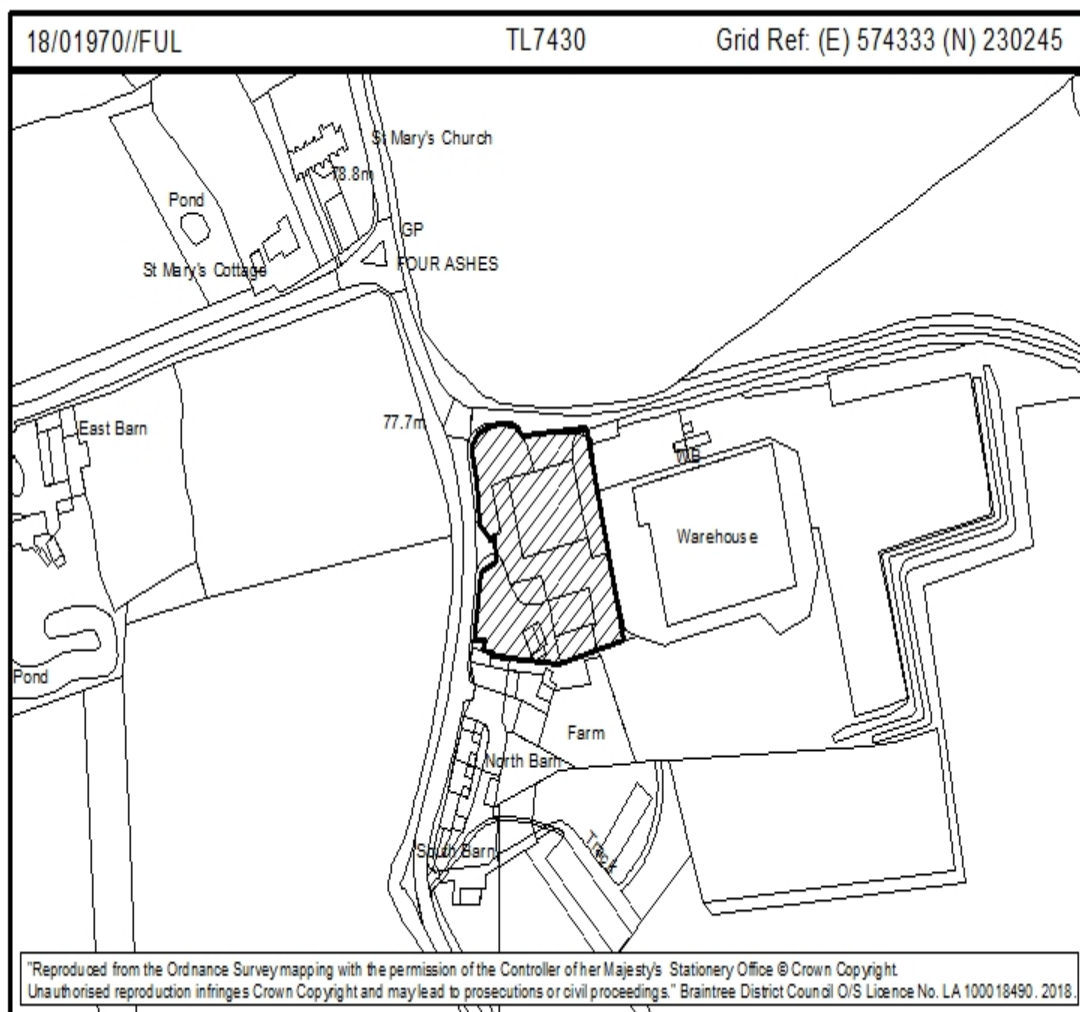 18/01970//FUL TL7430 Grid Ref: (E) 574333 (N) 230245
St Mary's Church
78.8m
Pond
GP
St Mary's Cottage
FOUR ASHES
77.7m
East Barn
WB
Warehouse
Pond
Farm
North Barn
Track
South Barn
"Reproduced from the Ordnance Survey mapping with the permission of the Controller of her Majesty's Stationery Office © Crown Copyright.
Unauthorised reproduction infringes Crown Copyright and may lead to prosecutions or civil proceedings." Braintree District Council O/S Licence No. LA 100018490. 2018.